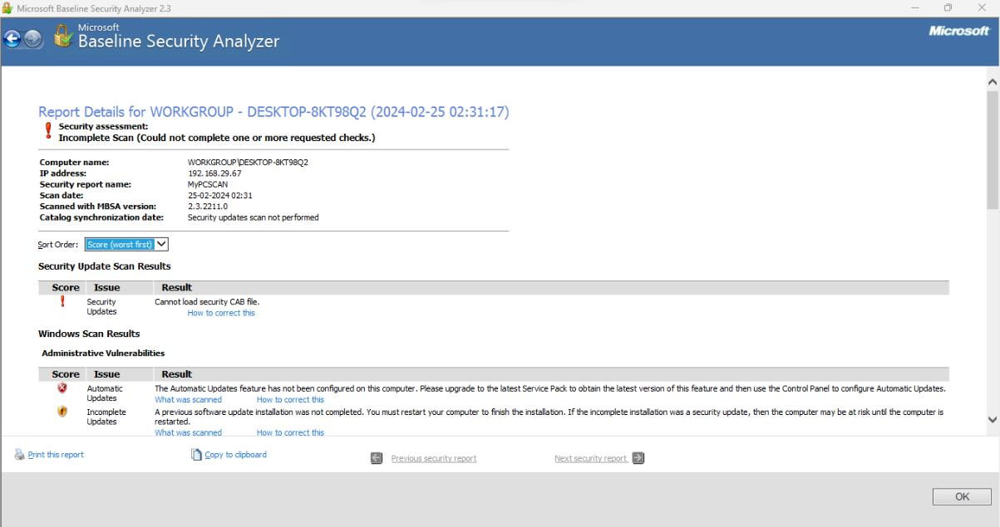 Microsoft Baseline Security Analyzer 2.3
Microsoft
Baseline Security Analyzer
Microsoft
Report Details for WORKGROUP - DESKTOP-8KT98Q2 (2024-02-25 02:31:17)
Security assessment:
Incomplete Scan (Could not complete one or more requested checks.)
Computer name: WORKGROUP\DESKTOP-8KT98Q2
IP address: 192.168.29.67
Security report name: MyPCSCAN
Scan date: 25-02-2024 02:31
Scanned with MBSA version: 2.3.2211.0
Catalog synchronization date: Security updates scan not performed
Sort Order: Score (worst first)
Security Update Scan Results
Score Issue Result
Security Cannot load security CAB file.
Updates How to correct this
Windows Scan Results
Administrative Vulnerabilities
Score Issue Result
Automatic The Automatic Updates feature has not been configured on this computer. Please upgrade to the latest Service Pack to obtain the latest version of this feature and then use the Control Panel to configure Automatic Updates.
Updates What was scanned How to correct this
Incomplete A previous software update installation was not completed. You must restart your computer to finish the installation. If the incomplete installation was a security update, then the computer may be at risk until the computer is
Updates restarted.
What was scanned How to correct this
Print this report Copy to clipboard Previous security report Next security report
OK